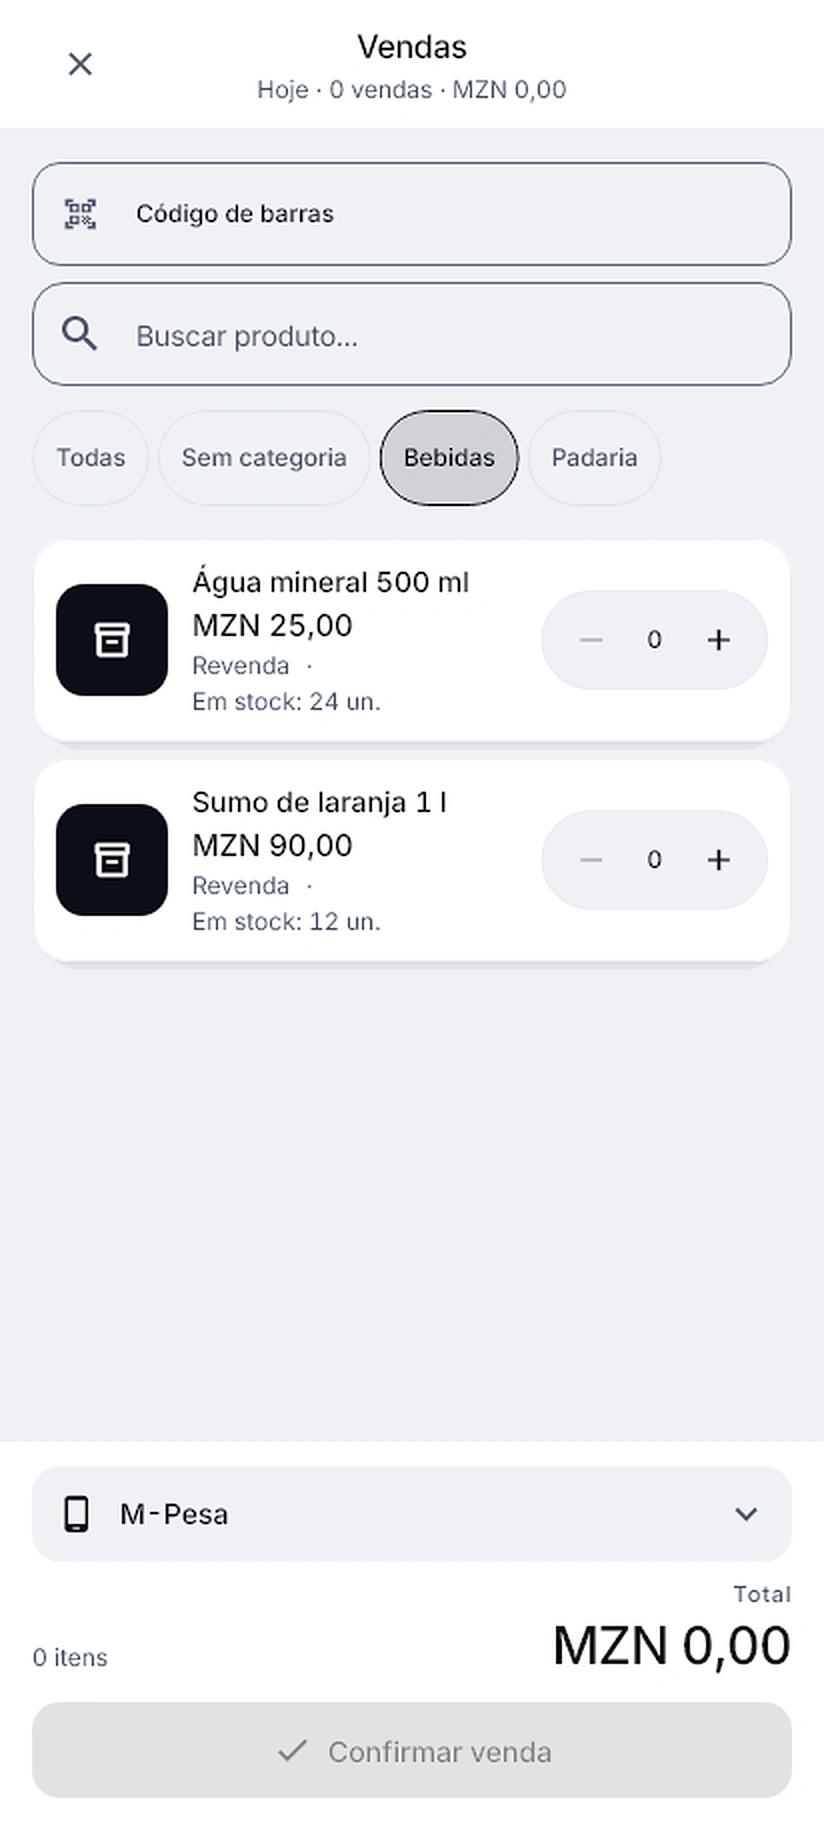 Vendas
Hoje · 0 vendas · MZN 0,00
Código de barras
Buscar produto...
Todas
Sem categoria
Bebidas
Padaria
Água mineral 500 ml
MZN 25,00
Revenda ·
Em stock: 24 un.
0
Sumo de laranja 1 l
MZN 90,00
Revenda ·
Em stock: 12 un.
0
M-Pesa
Total
0 itens
MZN 0,00
Confirmar venda